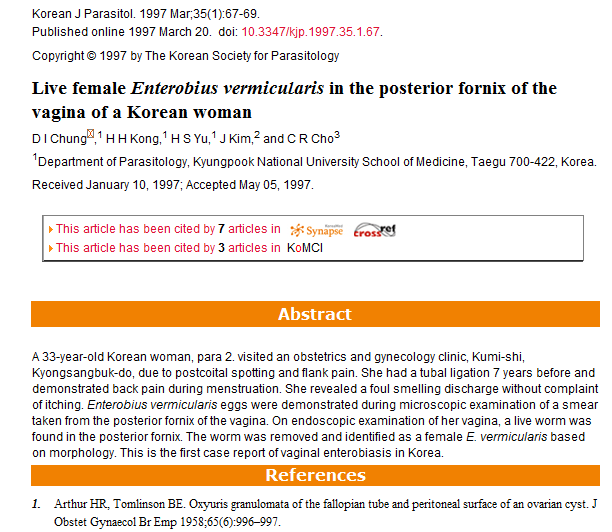 Korean J Parasitol. 1997 Mar;35(1):67-69.
Published online 1997 March 20. doi: 10.3347/kjp.1997.35.1.67.
Copyright © 1997 by The Korean Society for Parasitology
Live female Enterobius vermicularis in the posterior fornix of the
vagina of a Korean woman
D I Chung,1 H H Kong,1 H S Yu,1 J Kim,2 and C R Cho3
1Department of Parasitology, Kyungpook National University School of Medicine, Taegu 700-422, Korea.
Received January 10, 1997; Accepted May 05, 1997.
This article has been cited by 7 articles in Synapse crossref
This article has been cited by 3 articles in KoMCI
Abstract
A 33-year-old Korean woman, para 2. visited an obstetrics and gynecology clinic, Kumi-shi,
Kyongsangbuk-do, due to postcoital spotting and flank pain. She had a tubal ligation 7 years before and
demonstrated back pain during menstruation. She revealed a foul smelling discharge without complaint
of itching. Enterobius vermicularis eggs were demonstrated during microscopic examination of a smear
taken from the posterior fornix of the vagina. On endoscopic examination of her vagina, a live worm was
found in the posterior fornix. The worm was removed and identified as a female E. vermicularis based
on morphology. This is the first case report of vaginal enterobiasis in Korea.
References
1. Arthur HR, Tomlinson BE. Oxyuris granulomata of the fallopian tube and peritoneal surface of an ovarian cyst. J
Obstet Gynaecol Br Emp 1958;65(6):996–997.